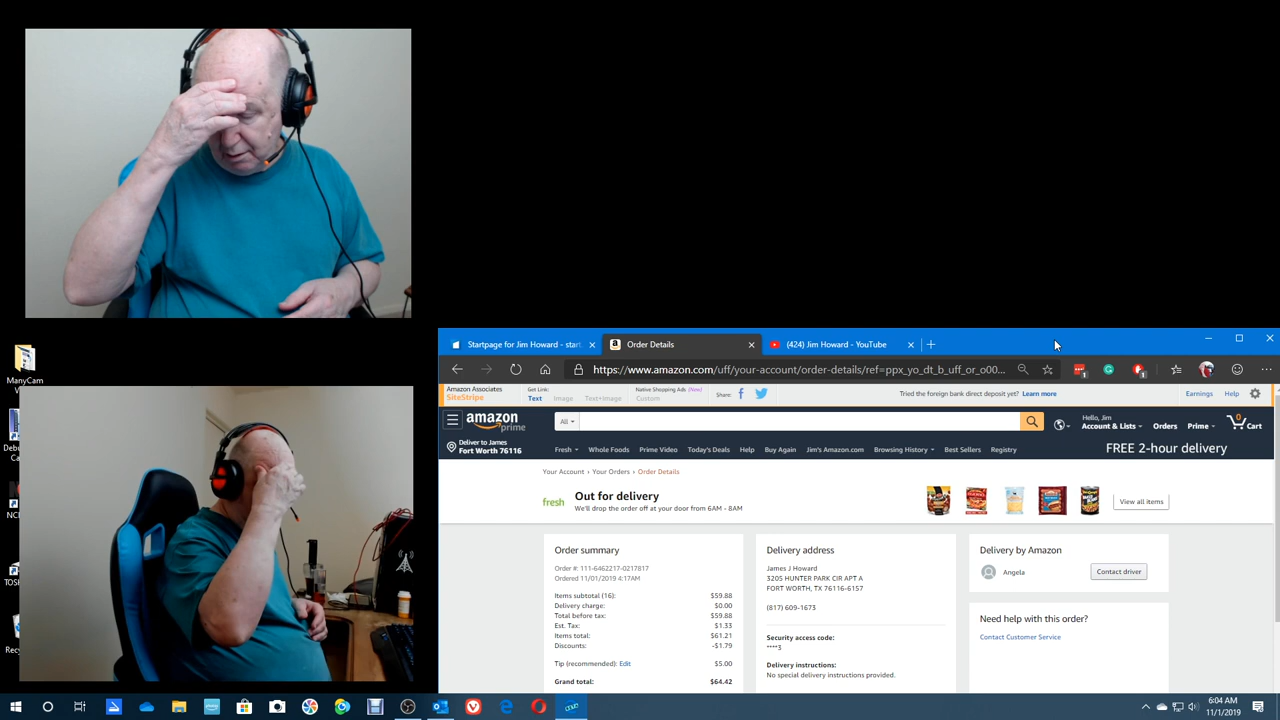 Startpage for Jim Howard - start.
Order Details
(424) Jim Howard - YouTube
https://www.amazon.com/uff/your-account/order-details/ref=ppx_yo_dt_b_uff_or_o00...
Amazon Associates
SiteStripe
Get Link:
Text Image Text+Image
Native Shopping Ads (New)
Custom
Share:
Tried the foreign bank direct deposit yet? Learn more
Earnings Help
amazon
prime
All
Hello, Jim
Account & Lists
Orders
Prime
0
Cart
Deliver to James
Fort Worth 76116
Fresh Whole Foods Prime Video Today's Deals Help Buy Again Jim's Amazon.com Browsing History Best Sellers Registry
FREE 2-hour delivery
Your Account › Your Orders › Order Details
fresh
Out for delivery
We'll drop the order off at your door from 6AM - 8AM
View all items
Order summary
Order #: 111-6462217-0217817
Ordered 11/01/2019 4:17AM
Items subtotal (16): $59.88
Delivery charge: $0.00
Total before tax: $59.88
Est. Tax: $1.33
Items total: $61.21
Discounts: -$1.79
Tip (recommended): Edit $5.00
Grand total: $64.42
Delivery address
James J Howard
3205 HUNTER PARK CIR APT A
FORT WORTH, TX 76116-6157
(817) 609-1673
Security access code:
****3
Delivery instructions:
No special delivery instructions provided.
Delivery by Amazon
Angela
Contact driver
Need help with this order?
Contact Customer Service
ManyCam
6:04 AM
11/1/2019